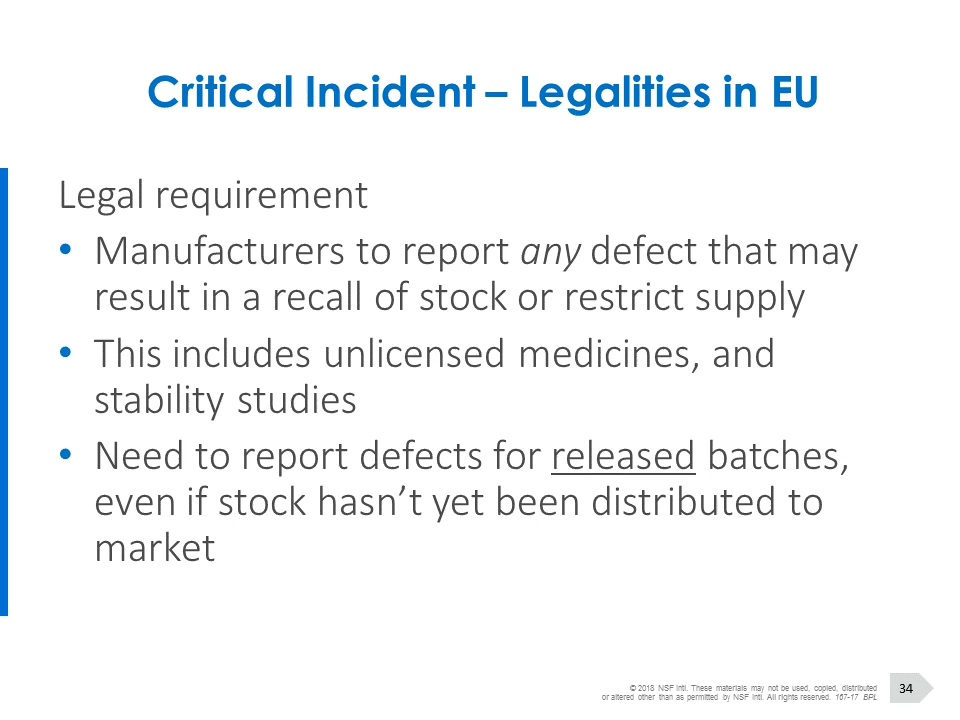 Critical Incident – Legalities in EU
Legal requirement
• Manufacturers to report any defect that may
result in a recall of stock or restrict supply
• This includes unlicensed medicines, and
stability studies
• Need to report defects for released batches,
even if stock hasn’t yet been distributed to
market
© 2018 NSF Intl. These materials may not be used, copied, distributed
or altered other than as permitted by NSF Intl. All rights reserved. 167-17 BPL
34